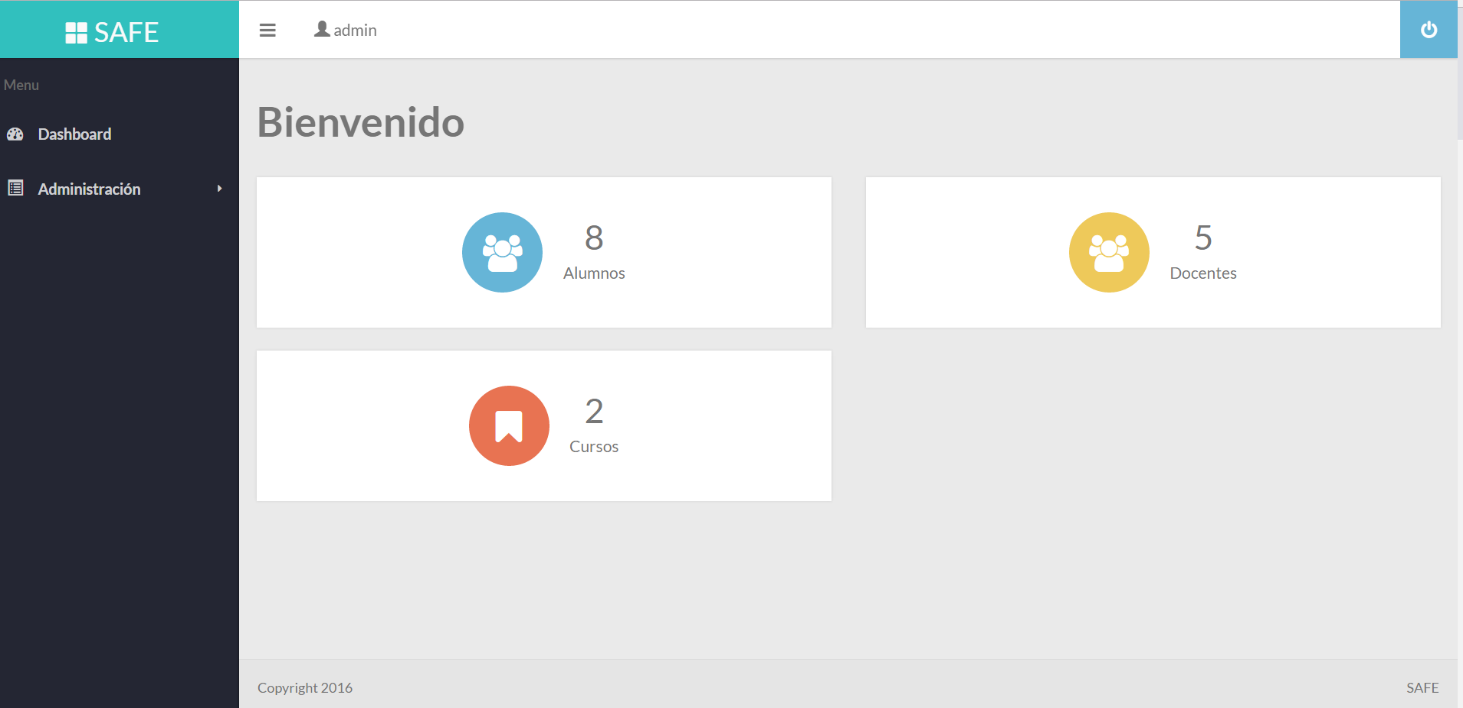 SAFE
admin
Menu
Dashboard
Administración
Bienvenido
8
Alumnos
5
Docentes
2
Cursos
Copyright 2016
SAFE